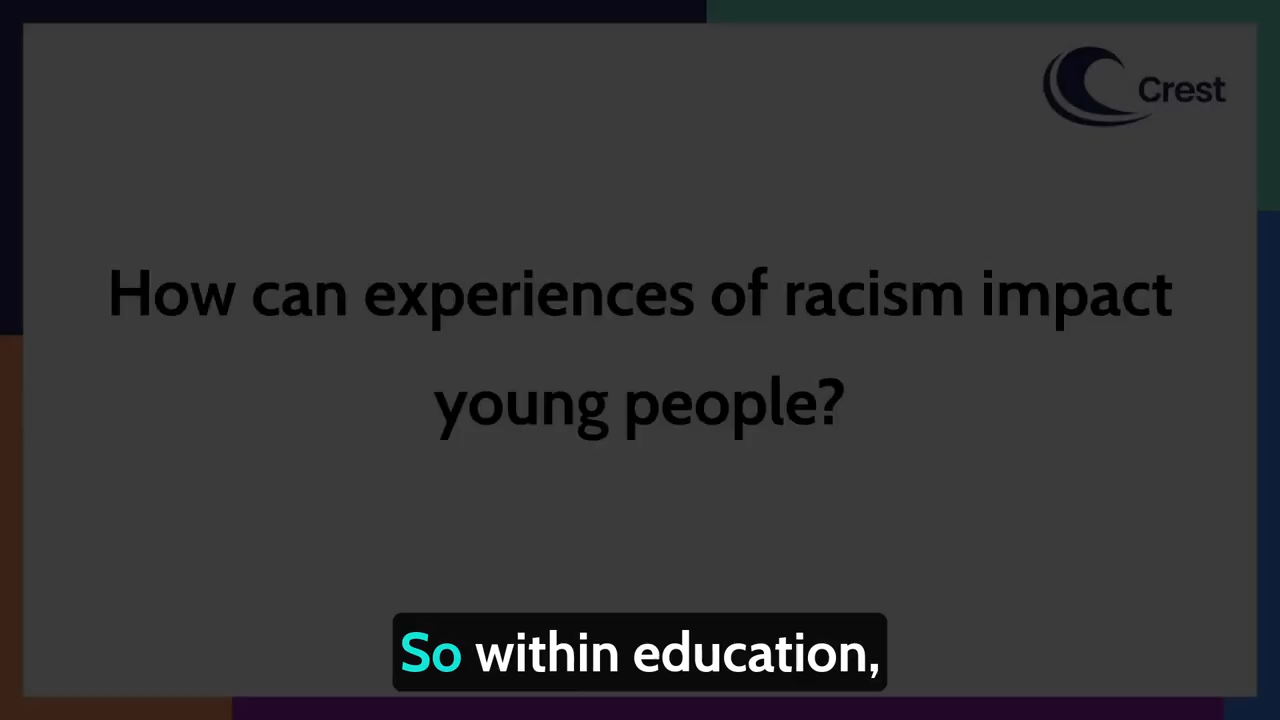 Crest
How can experiences of racism impact
young people?
So within education,